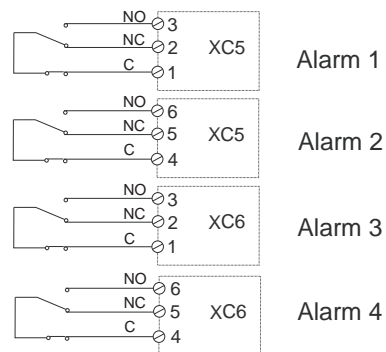 NO 3
NC 2 XC5 Alarm 1
C 1
NO 6
NC 5 XC5 Alarm 2
C 4
NO 3
NC 2 XC6 Alarm 3
C 1
NO 6
NC 5 XC6 Alarm 4
C 4